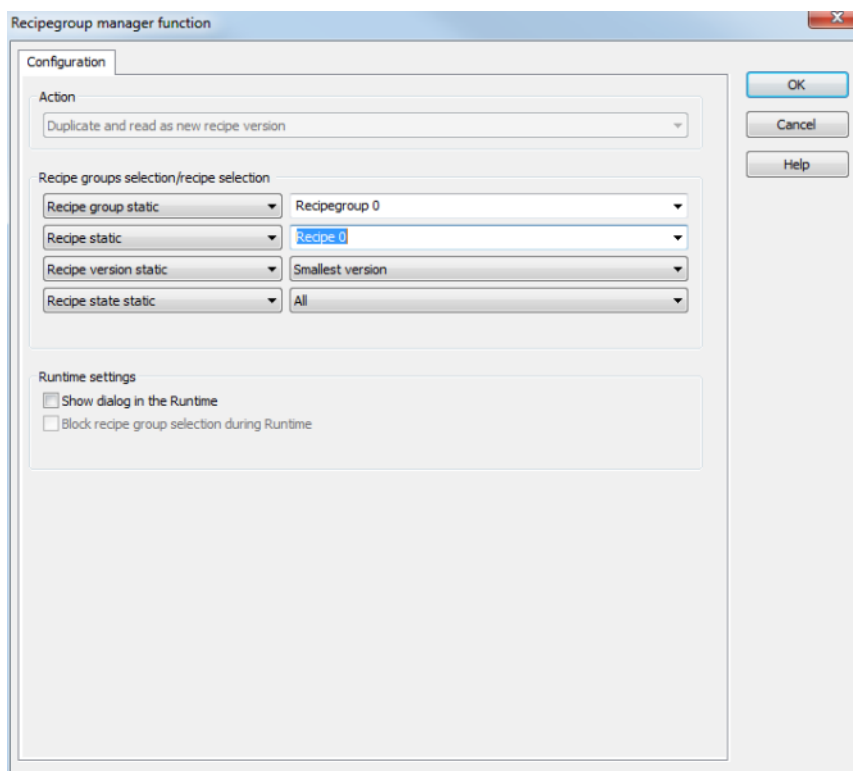 Recipegroup manager function
Configuration
OK
Action
Duplicate and read as new recipe version
Cancel
Help
Recipe groups selection/recipe selection
Recipe group static Recipegroup 0
Recipe static Recipe 0
Recipe version static Smallest version
Recipe state static All
Runtime settings
Show dialog in the Runtime
Block recipe group selection during Runtime